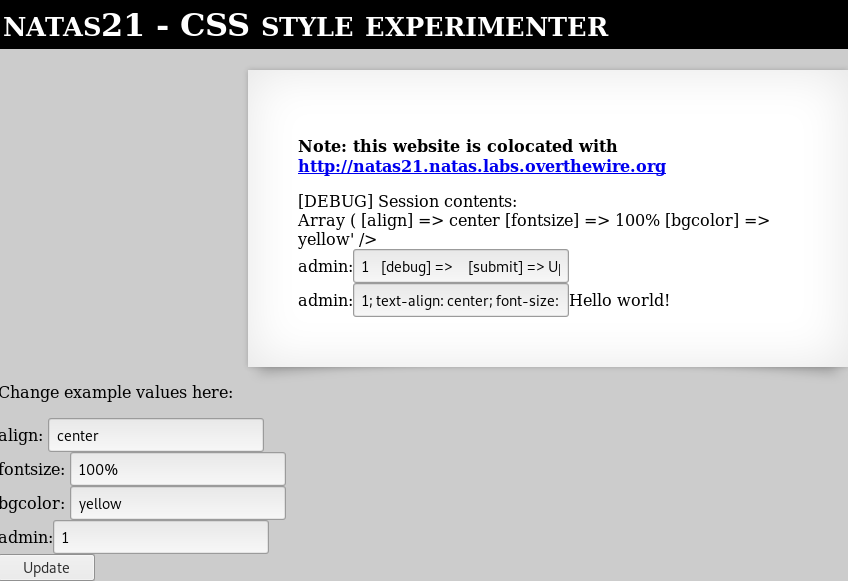 NATAS21 - CSS STYLE EXPERIMENTER
Note: this website is colocated with
http://natas21.natas.labs.overthewire.org
[DEBUG] Session contents:
Array ( [align] => center [fontsize] => 100% [bgcolor] =>
yellow' />
admin: 1 [debug] => [submit] => U
admin: 1; text-align: center; font-size: Hello world!
Change example values here:
align: center
fontsize: 100%
bgcolor: yellow
admin: 1
Update